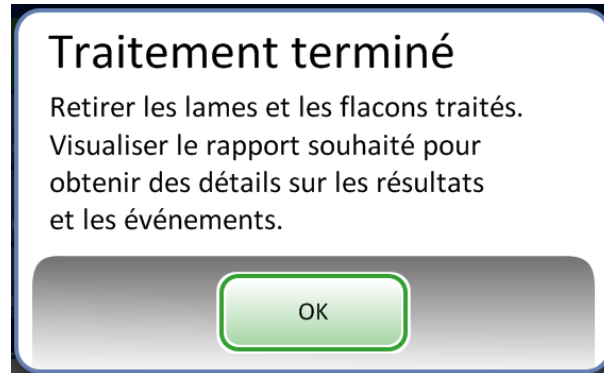 Traitement terminé
Retirer les lames et les flacons traités.
Visualiser le rapport souhaité pour
obtenir des détails sur les résultats
et les événements.
OK